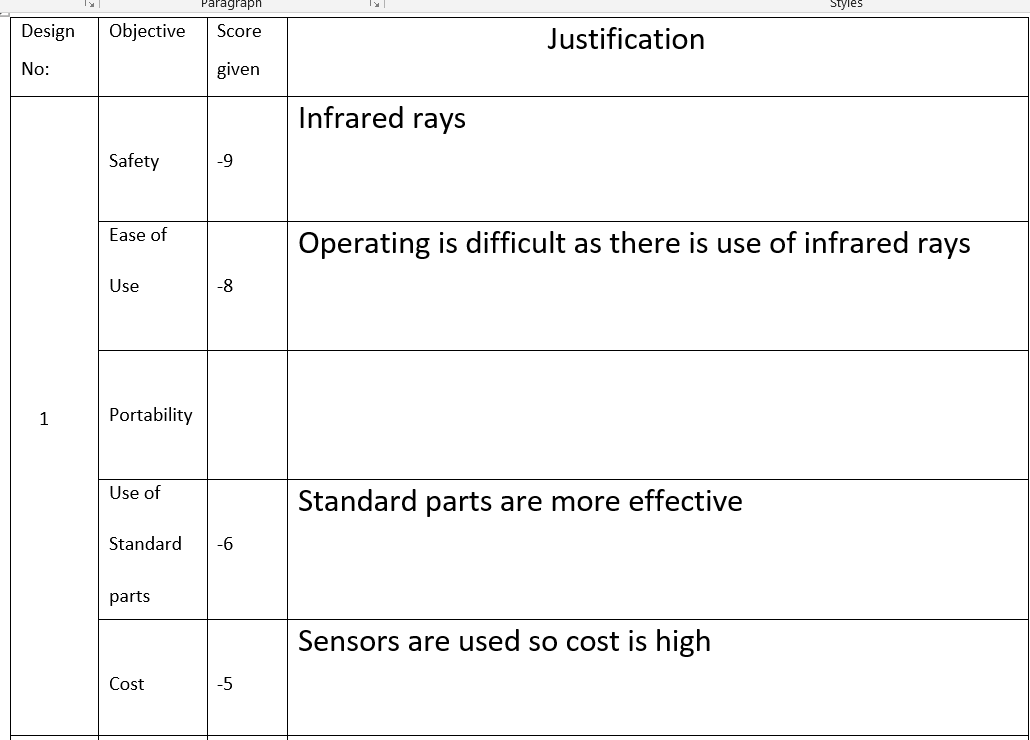 Paragraph
Styles
Design
No:
Objective
Score
given
Justification
1
Safety
-9
Infrared rays
Ease of
Use
-8
Operating is difficult as there is use of infrared rays
Portability
Use of
Standard
parts
-6
Standard parts are more effective
Cost
-5
Sensors are used so cost is high